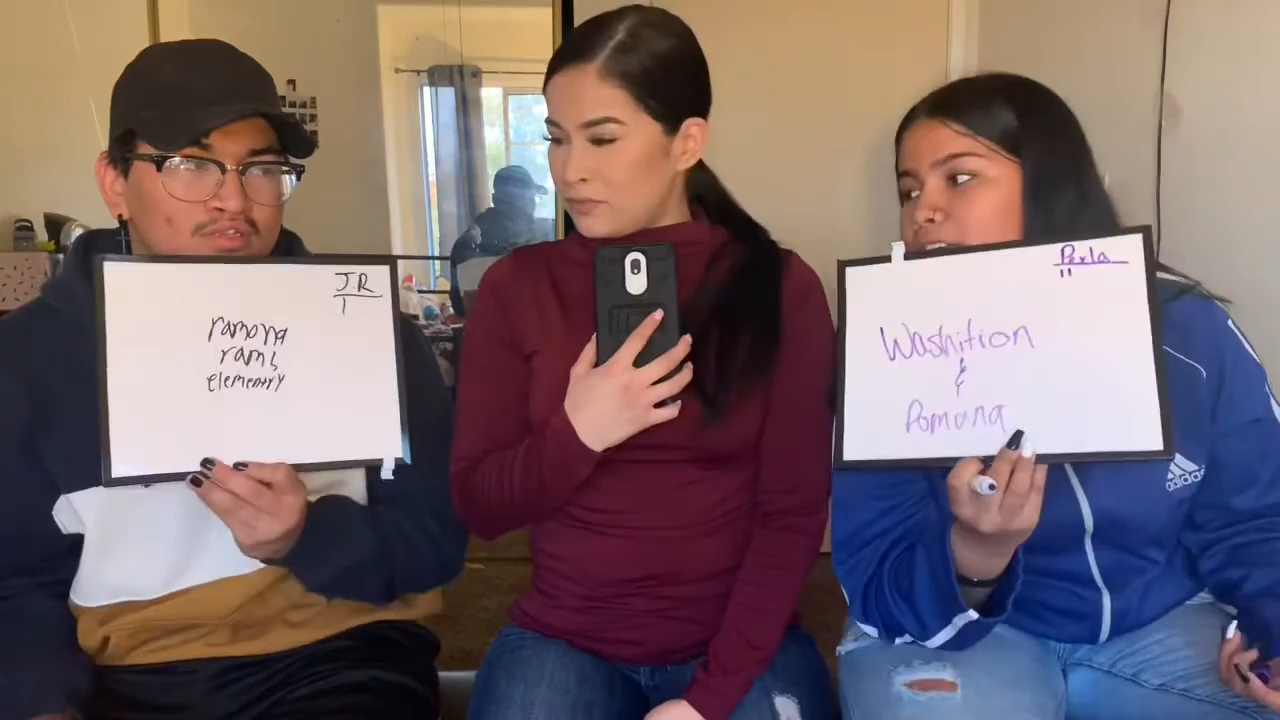 JR
1
ramona
rams
elementry
Perla
11
Washition
&
Pomona
adidas